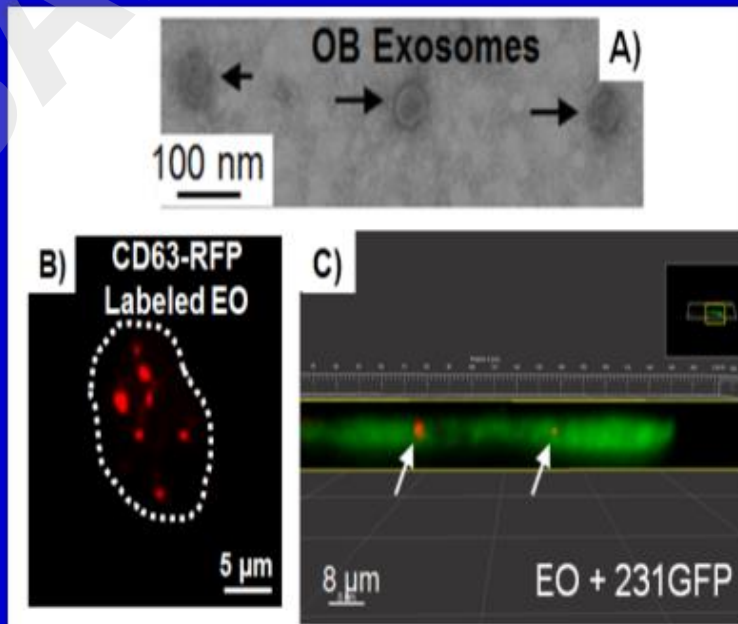 OB Exosomes
A)
100 nm
B)
CD63-RFP
Labeled EO
5 µm
C)
8 µm
EO + 231GFP